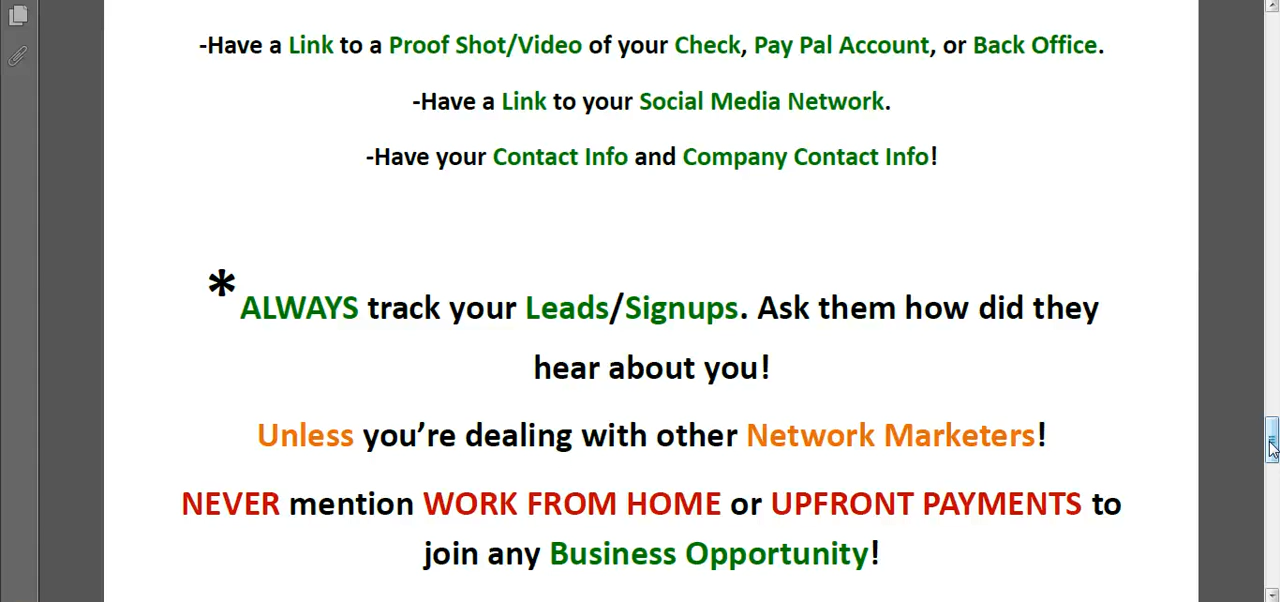 -Have a Link to a Proof Shot/Video of your Check, Pay Pal Account, or Back Office.
-Have a Link to your Social Media Network.
-Have your Contact Info and Company Contact Info!
*ALWAYS track your Leads/Signups. Ask them how did they
hear about you!
Unless you’re dealing with other Network Marketers!
NEVER mention WORK FROM HOME or UPFRONT PAYMENTS to
join any Business Opportunity!